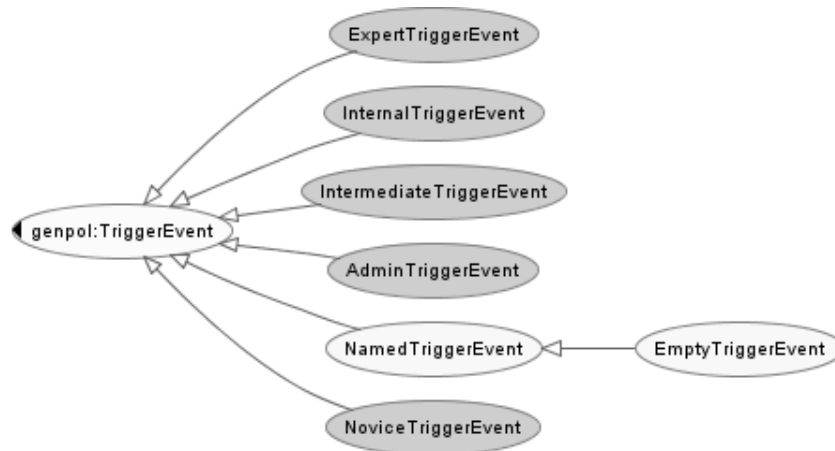 ExpertTriggerEvent
InternalTriggerEvent
IntermediateTriggerEvent
genpol:TriggerEvent
AdminTriggerEvent
NamedTriggerEvent
EmptyTriggerEvent
NoviceTriggerEvent